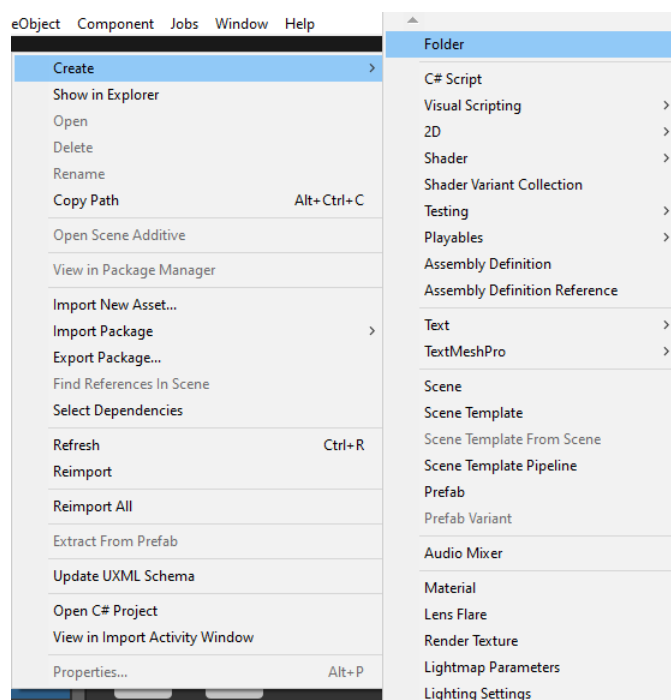 eObject Component Jobs Window Help
Create
Show in Explorer
Open
Delete
Rename
Copy Path Alt+Ctrl+C
Open Scene Additive
View in Package Manager
Import New Asset...
Import Package
Export Package...
Find References In Scene
Select Dependencies
Refresh Ctrl+R
Reimport
Reimport All
Extract From Prefab
Update UXML Schema
Open C# Project
View in Import Activity Window
Properties... Alt+P
Folder
C# Script
Visual Scripting
2D
Shader
Shader Variant Collection
Testing
Playables
Assembly Definition
Assembly Definition Reference
Text
TextMeshPro
Scene
Scene Template
Scene Template From Scene
Scene Template Pipeline
Prefab
Prefab Variant
Audio Mixer
Material
Lens Flare
Render Texture
Lightmap Parameters
Lighting Settings